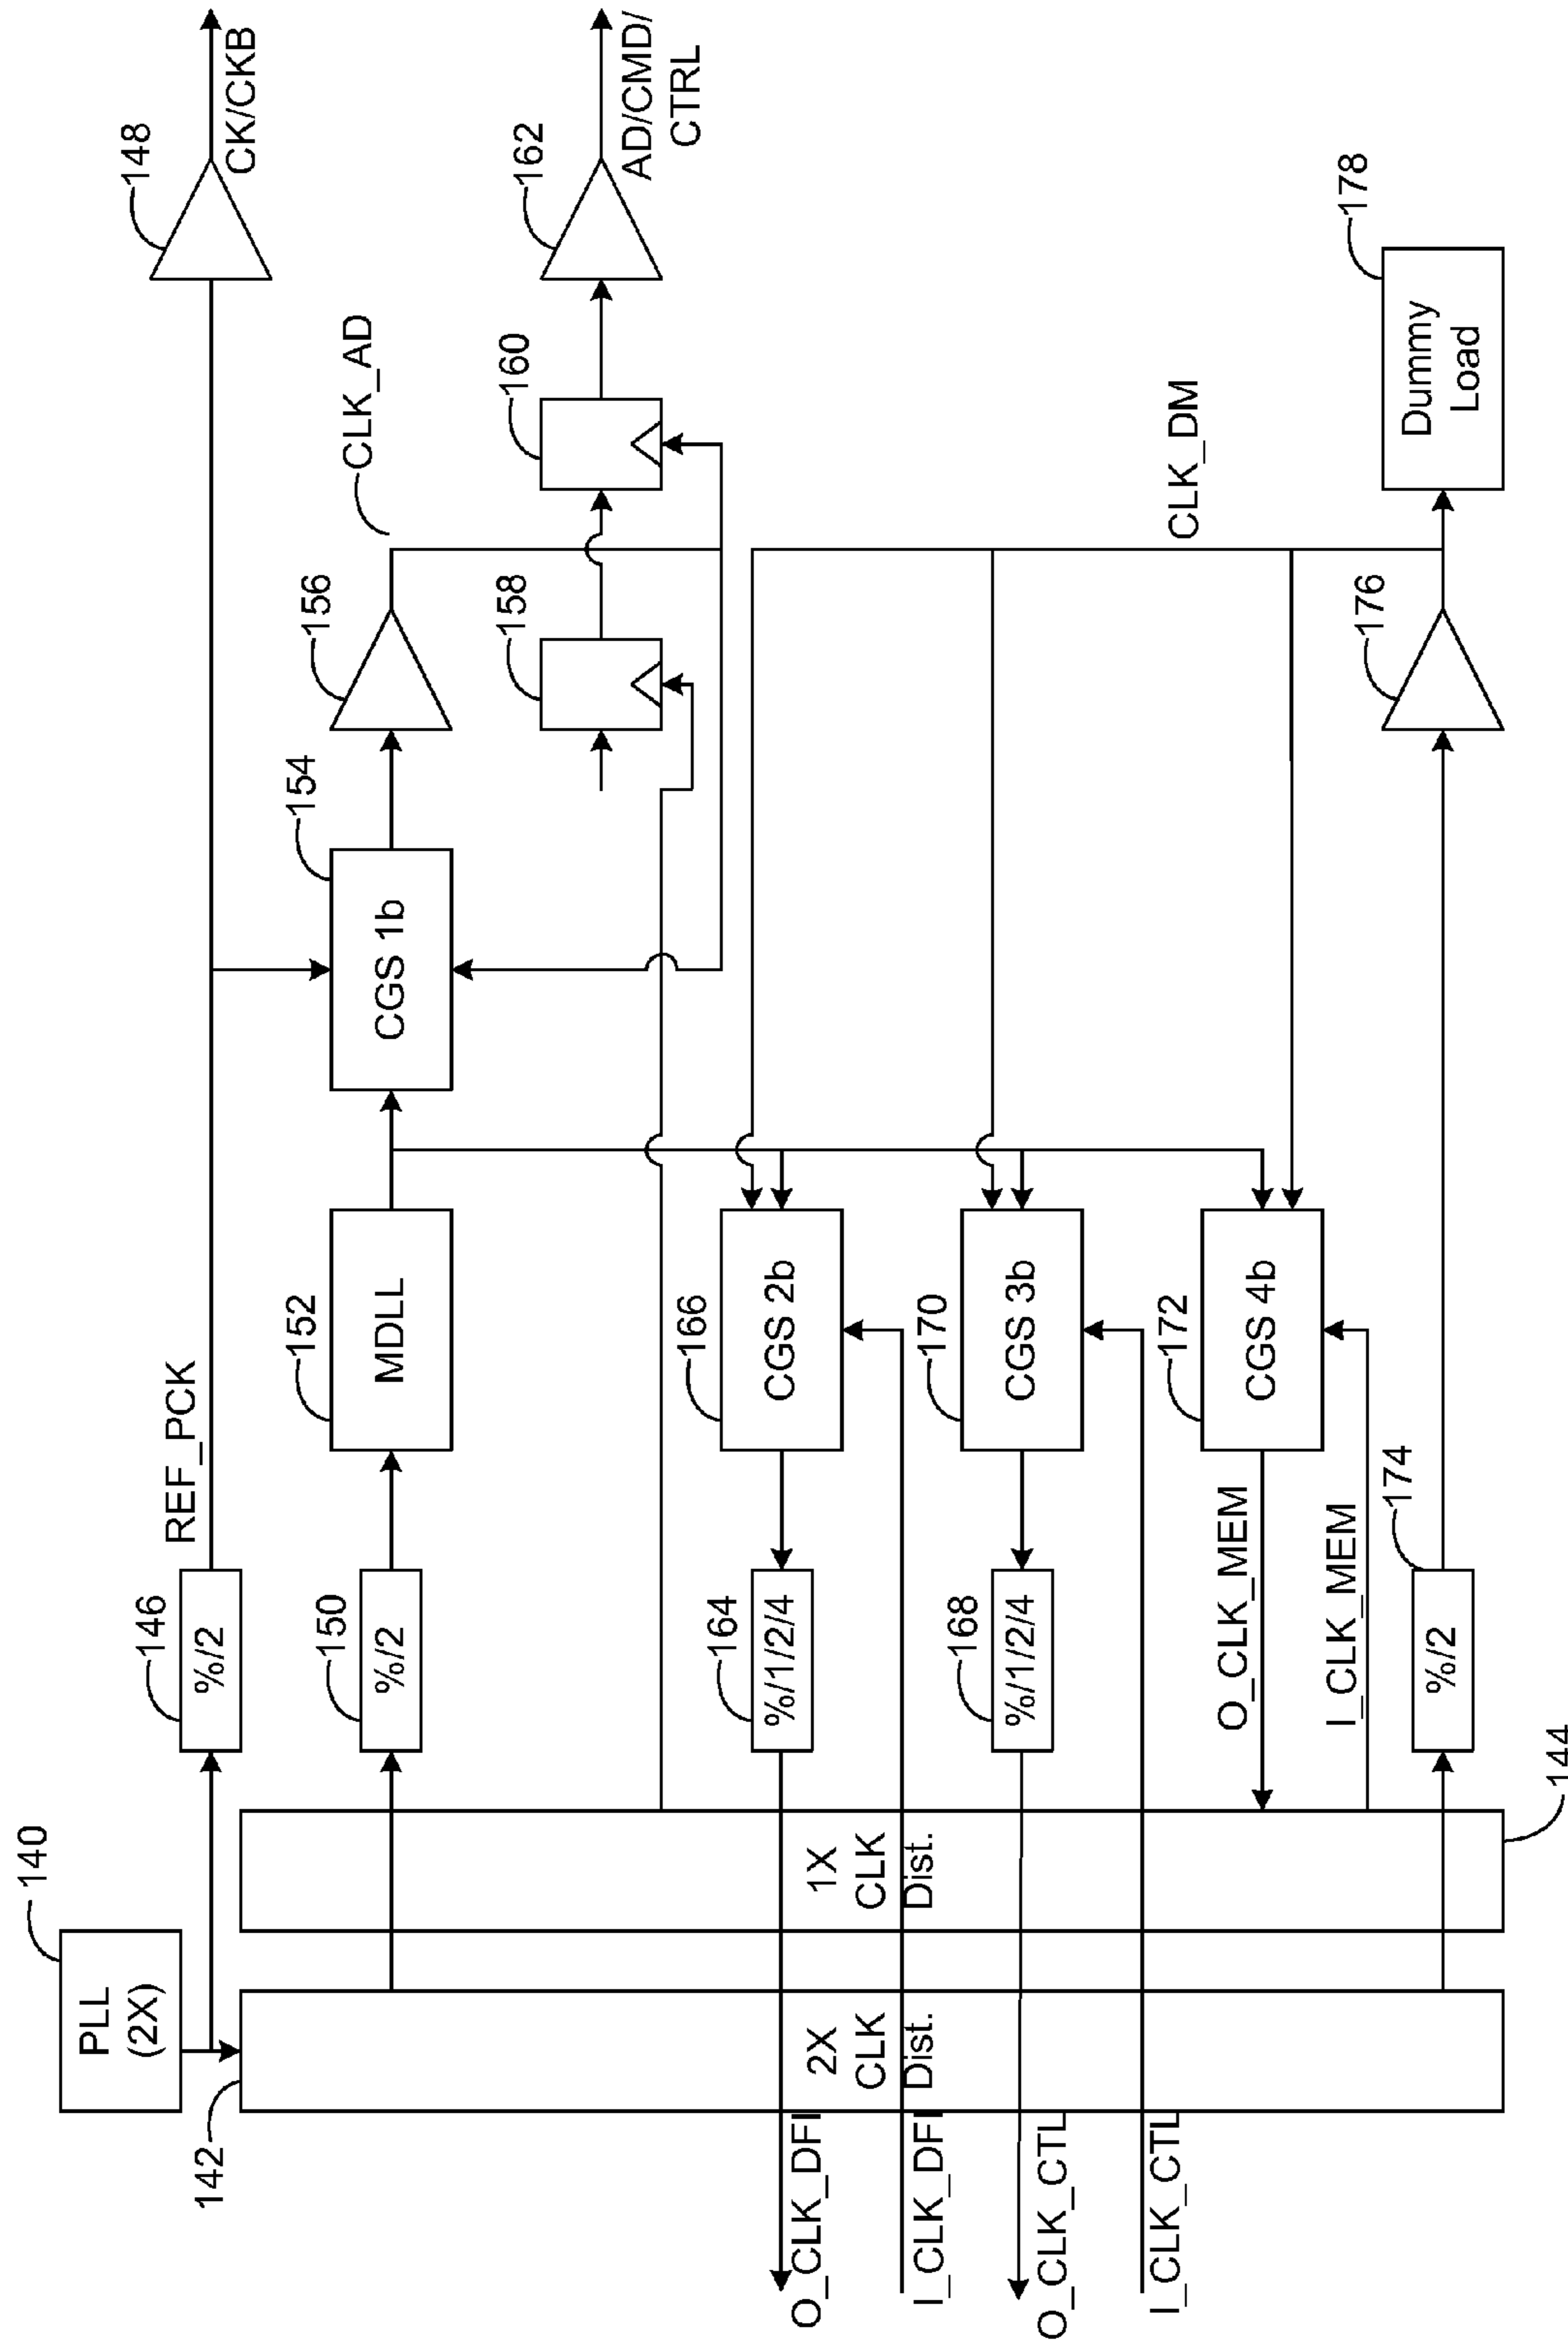 140
PLL
(2X)
142
2X
CLK
Dist.
1X
CLK
Dist.
144
146
%/2
REF_PCK
148
CK/CKB
150
%/2
152
MDLL
154
CGS 1b
156
CLK_AD
158
160
162
AD/CMD/
CTRL
O_CLK_DFI
164
%/1/2/4
166
CGS 2b
I_CLK_DFI
O_CLK_CTL
168
%/1/2/4
170
CGS 3b
I_CLK_CTL
O_CLK_MEM
172
CGS 4b
I_CLK_MEM
CLK_DM
174
%/2
176
178
Dummy
Load